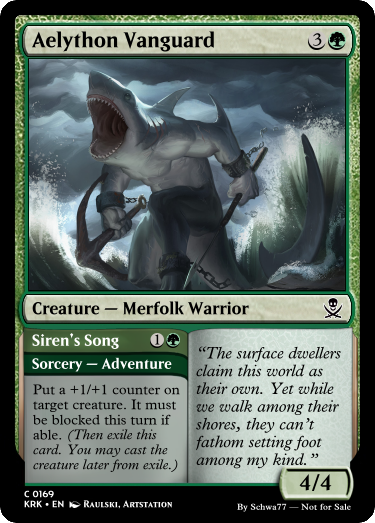 Aelython Vanguard 3
Creature — Merfolk Warrior
Siren's Song 1
Sorcery — Adventure
Put a +1/+1 counter on
target creature. It must
be blocked this turn if
able. (Then exile this
card. You may cast the
creature later from exile.)
“The surface dwellers
claim this world as
their own. Yet while
we walk among their
shores, they can't
fathom setting foot
among my kind.”
4/4
C 0169
KRK • EN Raulski, Artstation
By Schwa77 — Not for Sale